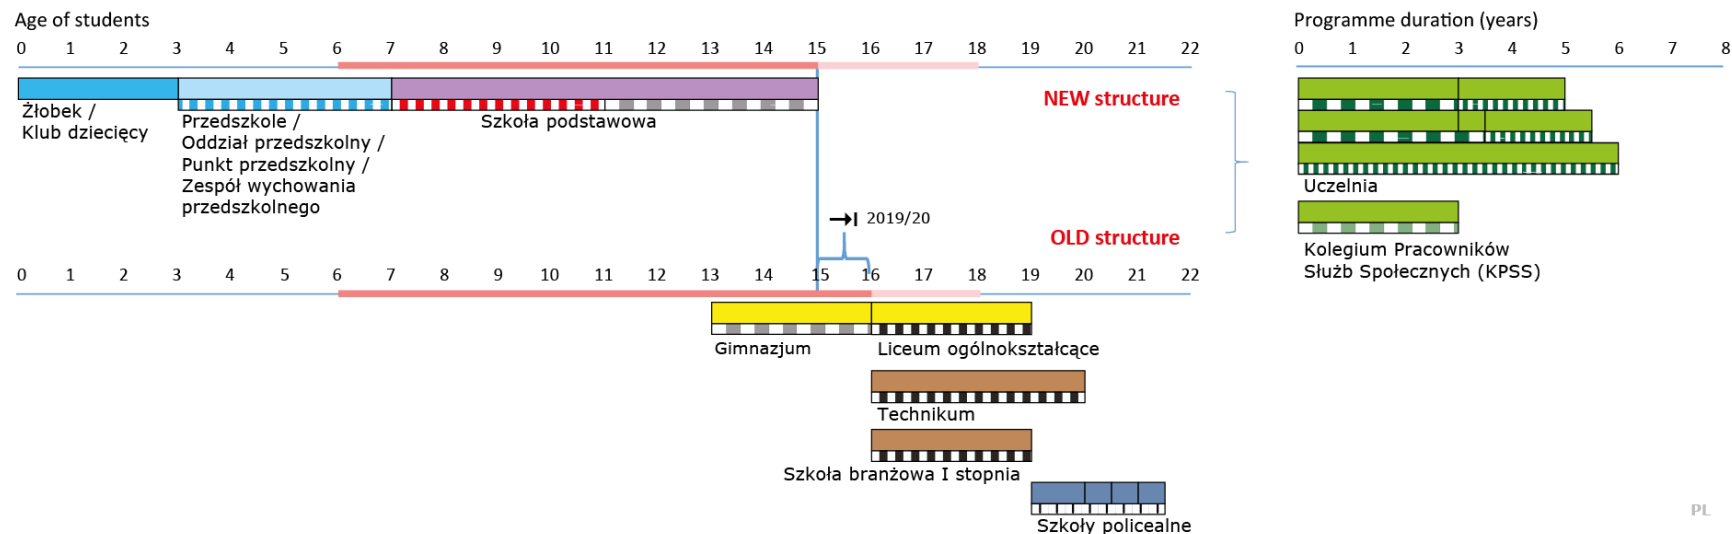 Age of students
Programme duration (years)
0 1 2 3 4 5 6 7 8 9 10 11 12 13 14 15 16 17 18 19 20 21 22
0 1 2 3 4 5 6 7 8
NEW structure
Żłobek /
Klub dziecięcy
Przedszkole /
Oddział przedszkolny /
Punkt przedszkolny /
Zespół wychowania
przedszkolnego
Szkoła podstawowa
Uczelnia
2019/20
OLD structure
Kolegium Pracowników
Służb Społecznych (KPSS)
0 1 2 3 4 5 6 7 8 9 10 11 12 13 14 15 16 17 18 19 20 21 22
Gimnazjum
Liceum ogólnokształcące
Technikum
Szkoła branżowa I stopnia
Szkoły policealne
PL